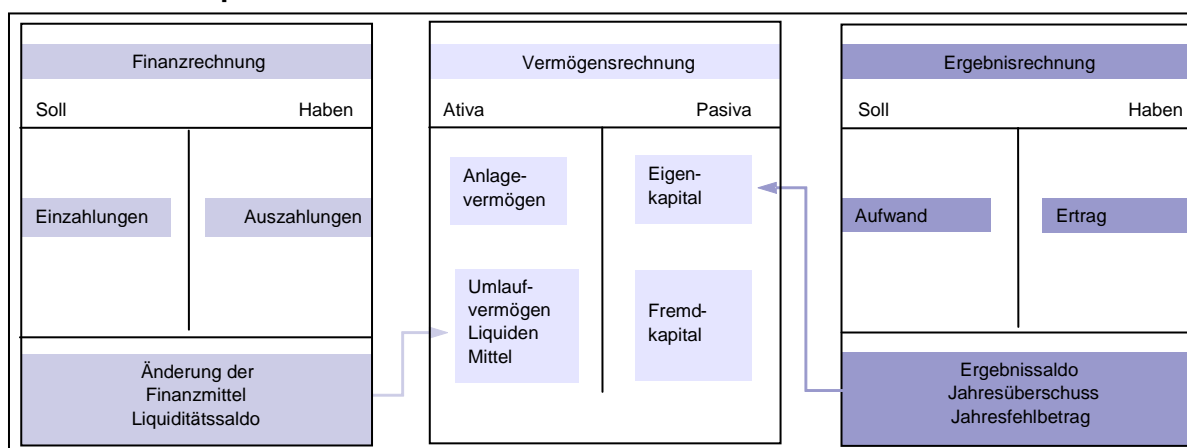 Finanzrechnung
Soll Haben
Einzahlungen Auszahlungen
Änderung der
Finanzmittel
Liquiditätssaldo
Vermögensrechnung
Ativa Pasiva
Anlage-
vermögen
Eigen-
kapital
Umlauf-
vermögen
Liquiden
Mittel
Fremd-
kapital
Ergebnisrechnung
Soll Haben
Aufwand Ertrag
Ergebnissaldo
Jahresüberschuss
Jahresfehlbetrag